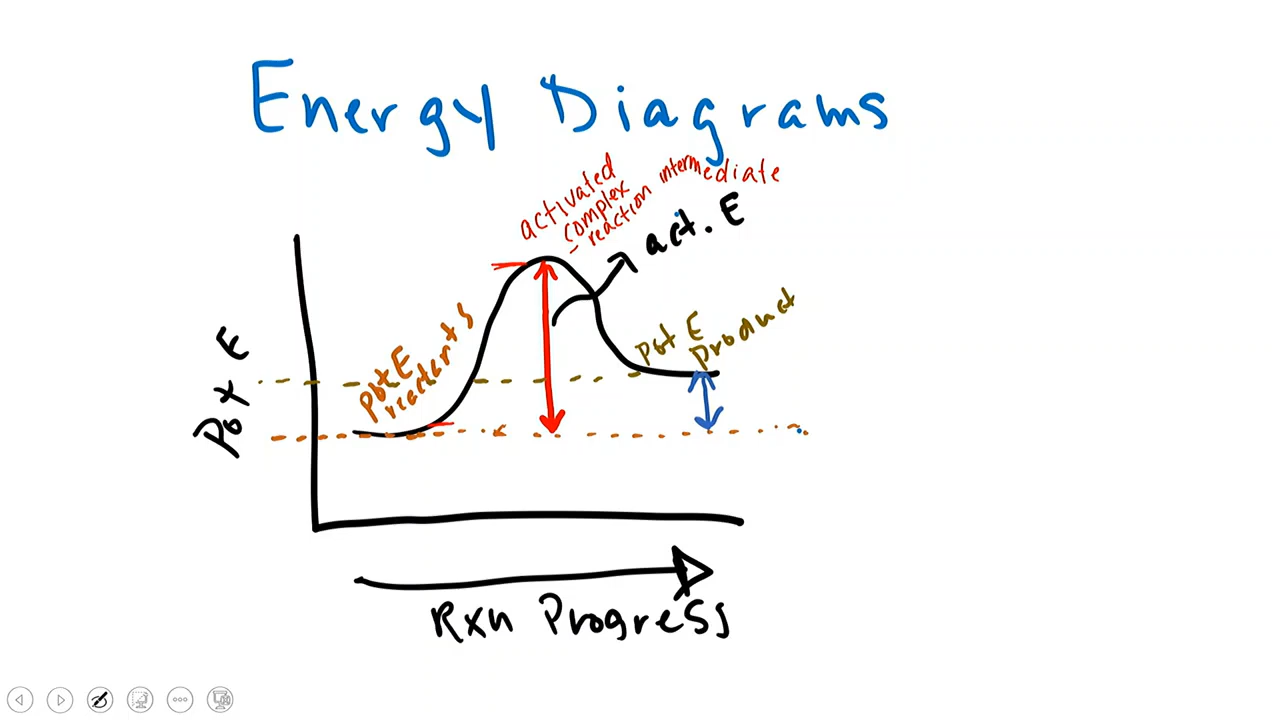 Energy Diagrams
activated
complex
- reaction intermediate
act. E
Pot E
reactants
Pot E
Product
Pot E
Rxn Progress